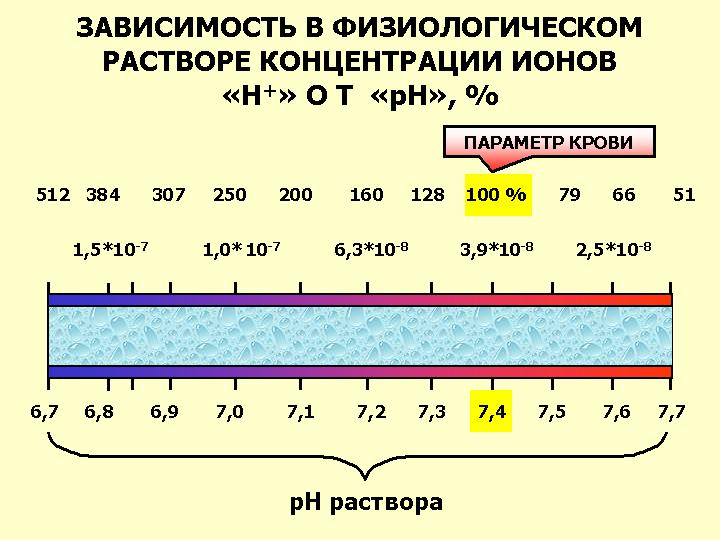 ЗАВИСИМОСТЬ В ФИЗИОЛОГИЧЕСКОМ
РАСТВОРЕ КОНЦЕНТРАЦИИ ИОНОВ
«Н⁺» О Т «рН», %
ПАРАМЕТР КРОВИ
512 384 307 250 200 160 128 100 % 79 66 51
1,5*10⁻⁷ 1,0*10⁻⁷ 6,3*10⁻⁸ 3,9*10⁻⁸ 2,5*10⁻⁸
6,7 6,8 6,9 7,0 7,1 7,2 7,3 7,4 7,5 7,6 7,7
рН раствора